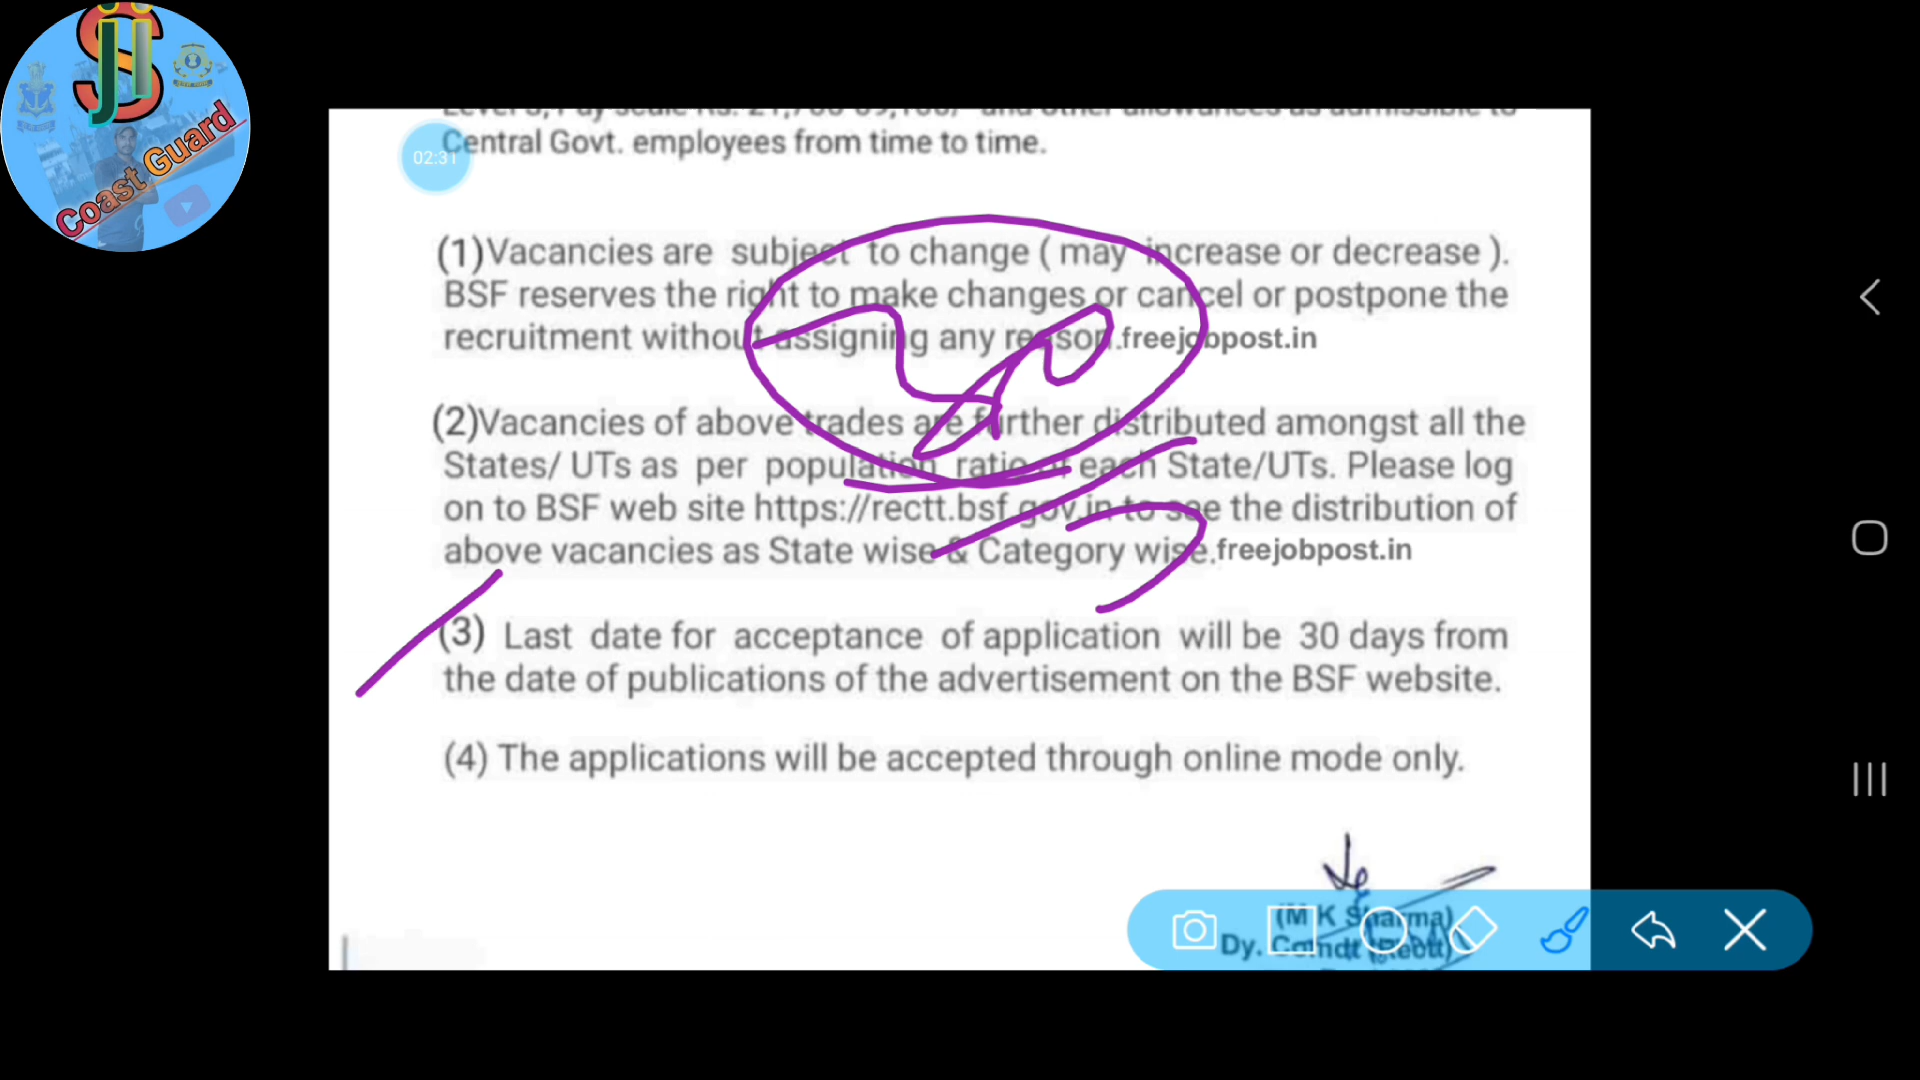 Sji
Coast Guard
02:31
Central Govt. employees from time to time.
(1)Vacancies are subject to change ( may increase or decrease ).
BSF reserves the right to make changes or cancel or postpone the
recruitment without assigning any reason.freejobpost.in
(2)Vacancies of above trades are further distributed amongst all the
States/ UTs as per population ratio of each State/UTs. Please log
on to BSF web site https://rectt.bsf.gov.in to see the distribution of
above vacancies as State wise & Category wise.freejobpost.in
(3) Last date for acceptance of application will be 30 days from
the date of publications of the advertisement on the BSF website.
(4) The applications will be accepted through online mode only.
(M K Sharma)
Dy. Comdt (Rectt)